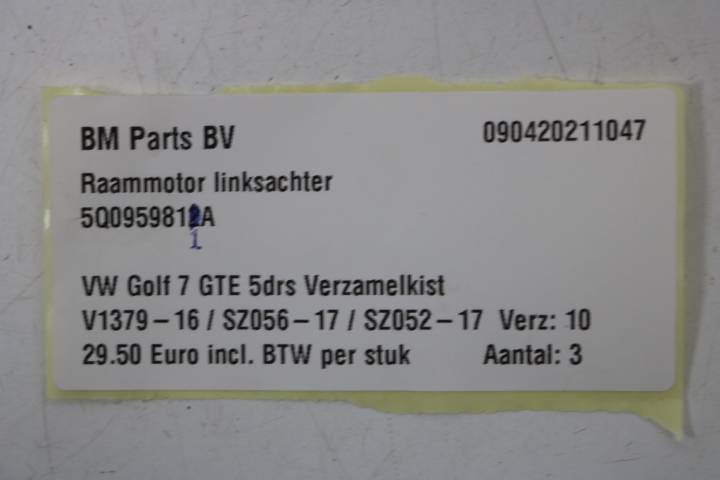 BM Parts BV 090420211047
Raammotor linksachter
5Q0959812A
1
VW Golf 7 GTE 5drs Verzamelkist
V1379-16 / SZ056-17 / SZ052-17 Verz: 10
29.50 Euro incl. BTW per stuk Aantal: 3